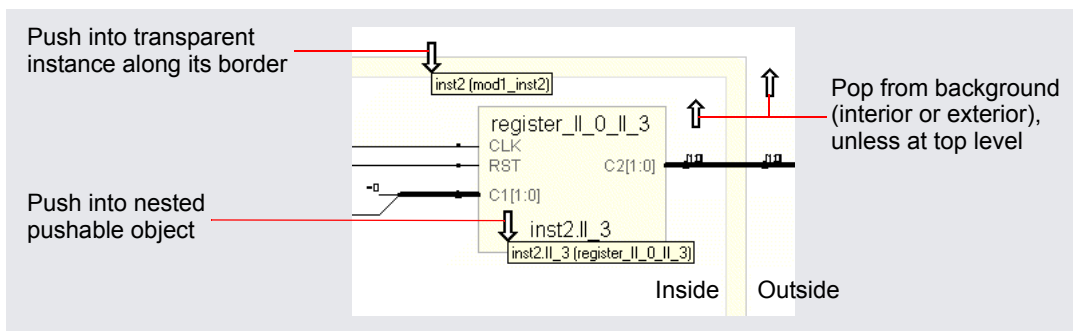 Push into transparent
instance along its border
inst2 (mod1_inst2)
Pop from background
(interior or exterior),
unless at top level
register_II_0_II_3
CLK
RST
C2[1:0]
C1[1:0]
Push into nested
pushable object
inst2.II_3
inst2.II_3 (register_II_0_II_3)
Inside
Outside